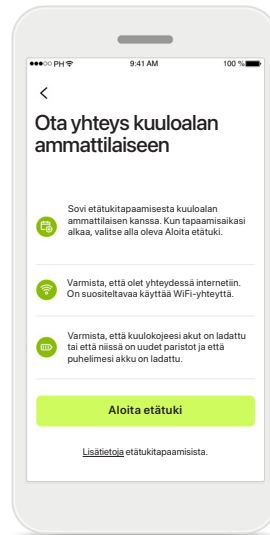 PH 9:41 AM 100 %
Ota yhteys kuuloalan
ammattilaiseen
Sovi etätukitapaamisesta kuuloalan
ammattilaisen kanssa. Kun tapaamisaikasi
alkaa, valitse alla oleva Aloita etätuki.
Varmista, että olet yhteydessä internetiin.
On suositeltavaa käyttää WiFi-yhteyttä.
Varmista, että kuulokojeesi akut on ladattu
tai että niissä on uudet paristot ja että
puhelimesi akku on ladattu.
Aloita etätuki
Lisätietoja etätukitapaamisista.